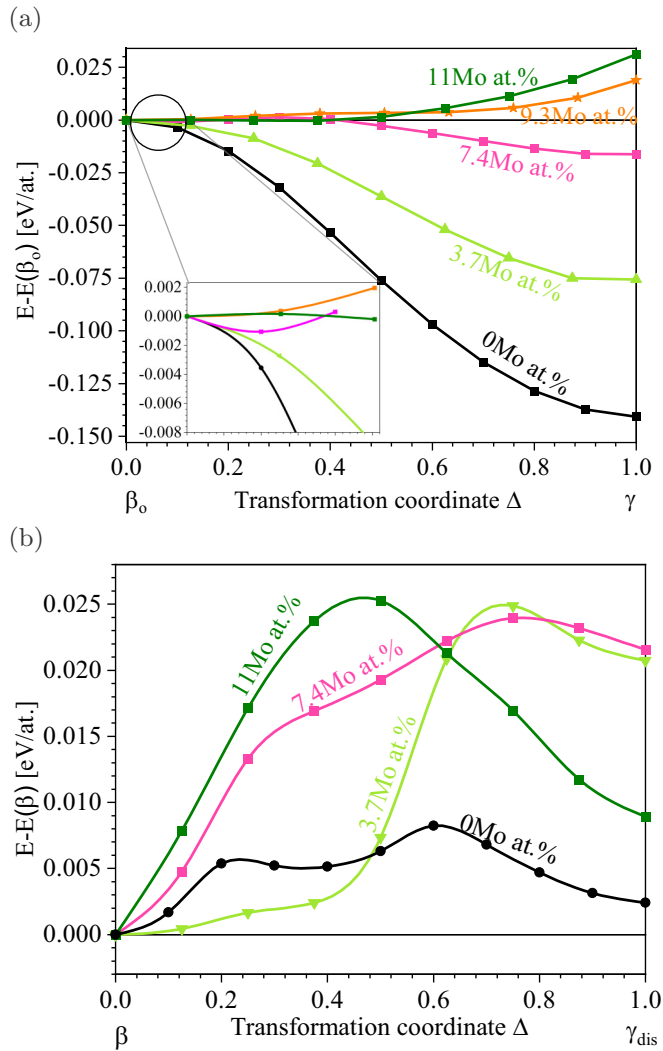 (a)
0.025
0.000
-0.025
-0.050
-0.075
-0.100
-0.125
-0.150
E-E(βₒ) [eV/at.]
11Mo at.%
9.3Mo at.%
7.4Mo at.%
3.7Mo at.%
0Mo at.%
0.002
0.000
-0.002
-0.004
-0.006
-0.008
0.0 0.2 0.4 0.6 0.8 1.0
βₒ Transformation coordinate Δ γ
(b)
0.025
0.020
0.015
0.010
0.005
0.000
E-E(β) [eV/at.]
11Mo at.%
7.4Mo at.%
3.7Mo at.%
0Mo at.%
0.0 0.2 0.4 0.6 0.8 1.0
β Transformation coordinate Δ γdis